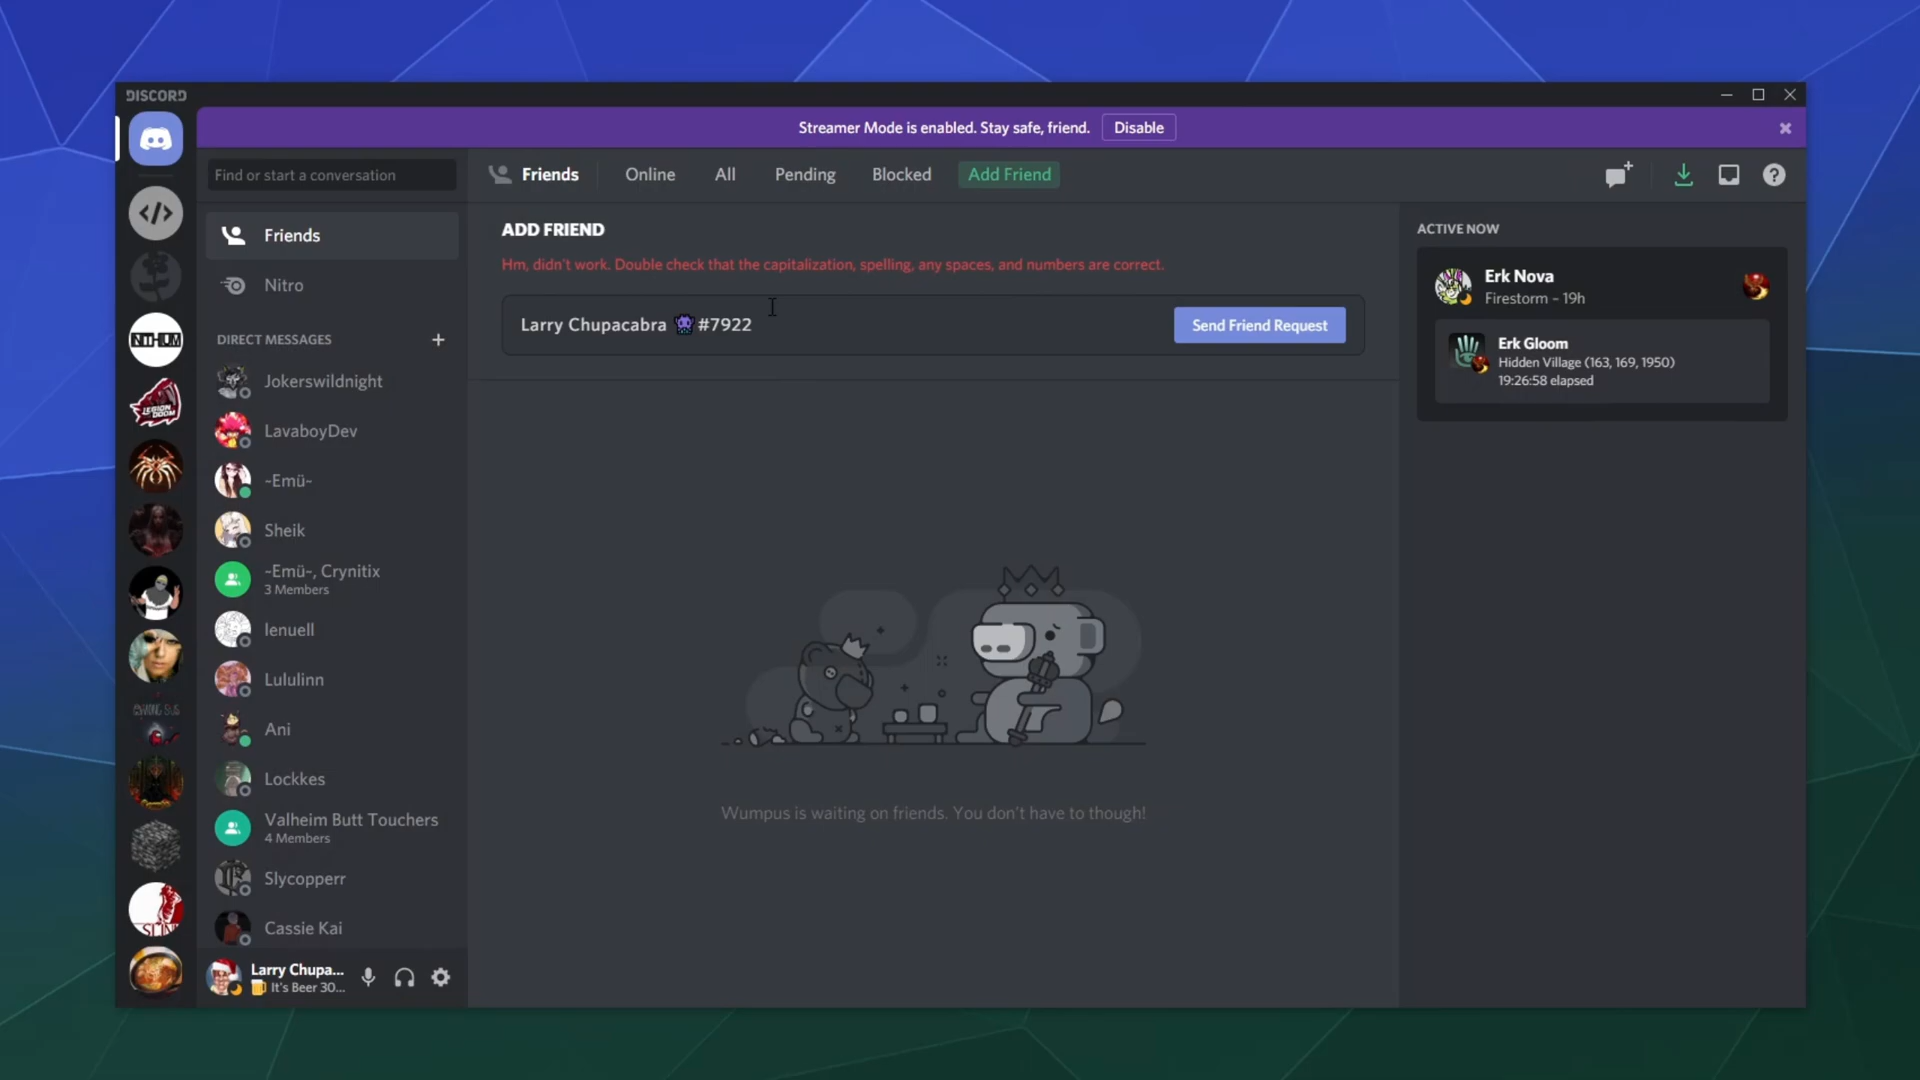 DISCORD
Streamer Mode is enabled. Stay safe, friend.
Disable
Find or start a conversation
Friends
Online
All
Pending
Blocked
Add Friend
Friends
Nitro
DIRECT MESSAGES
Jokerswildnight
LavaboyDev
-Emü-
Sheik
-Emü-, Crynitix
3 Members
lenuell
Lululinn
Ani
Lockkes
Valheim Butt Touchers
4 Members
Slycopperr
Cassie Kai
Larry Chupa...
🍺 It's Beer 30...
ADD FRIEND
Hm, didn't work. Double check that the capitalization, spelling, any spaces, and numbers are correct.
Larry Chupacabra 👾#7922
Send Friend Request
Wumpus is waiting on friends. You don't have to though!
ACTIVE NOW
Erk Nova
Firestorm – 19h
Erk Gloom
Hidden Village (163, 169, 1950)
19:26:58 elapsed
LEGION
DOOM